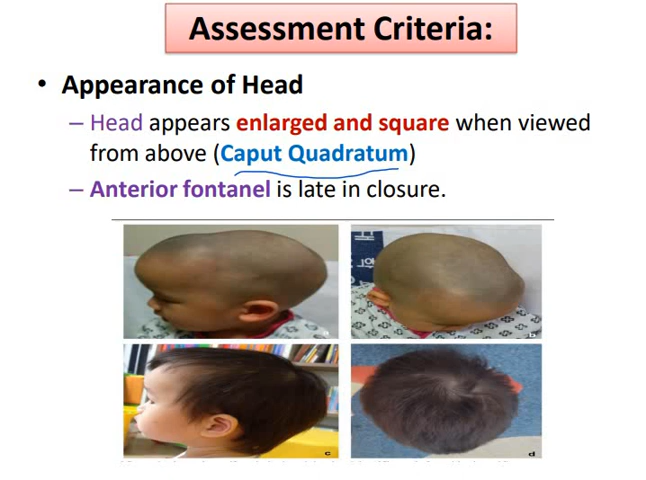 Assessment Criteria:
• Appearance of Head
– Head appears enlarged and square when viewed
from above (Caput Quadratum)
– Anterior fontanel is late in closure.
a
b
c
d